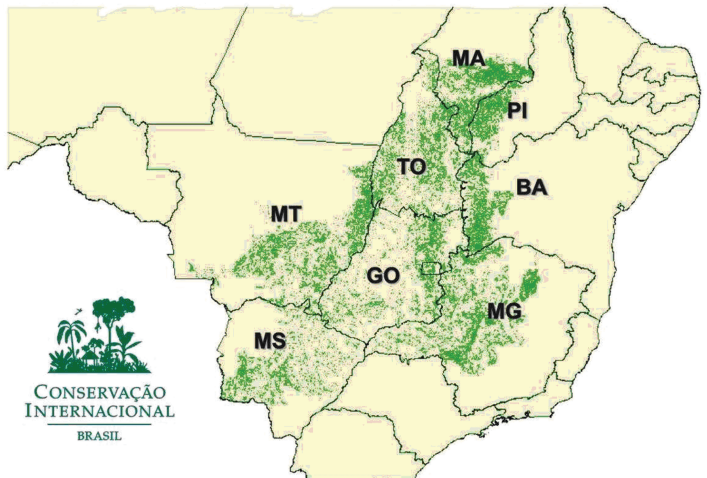 MA
PI
TO
BA
MT
GO
MG
MS
CONSERVAÇÃO
INTERNACIONAL
BRASIL